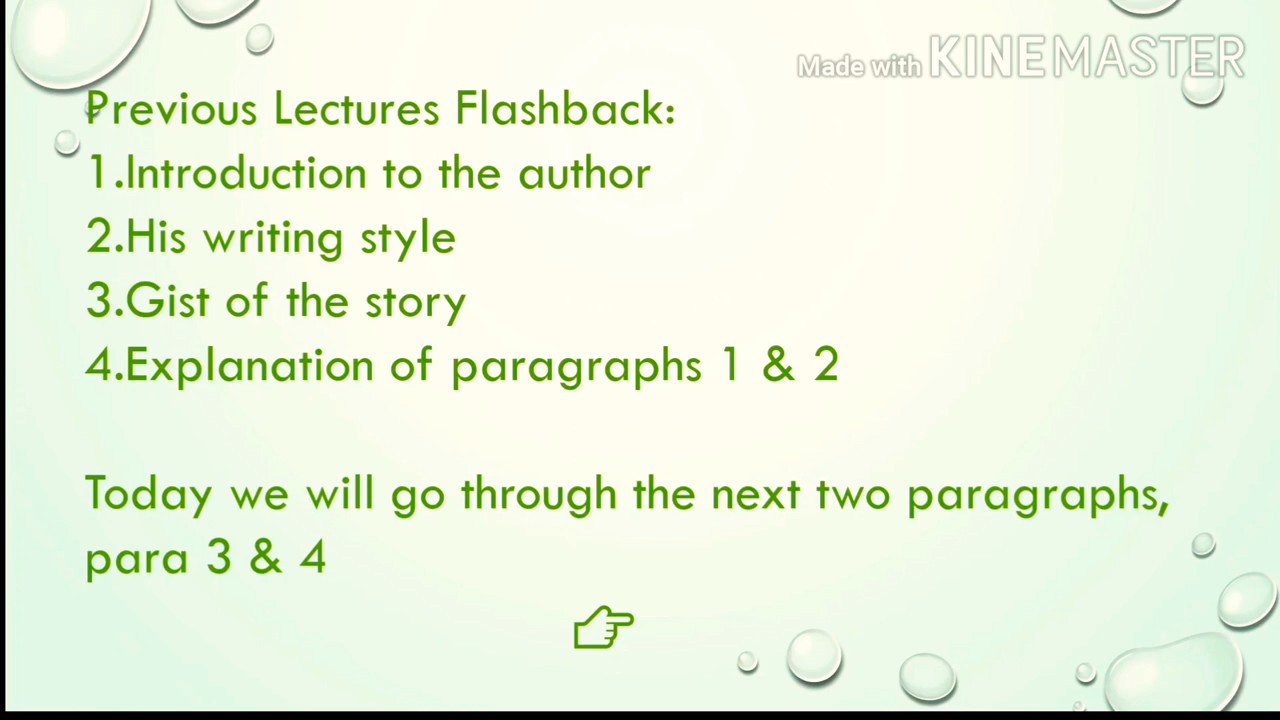 Made with KINEMASTER
Previous Lectures Flashback:
1.Introduction to the author
2.His writing style
3.Gist of the story
4.Explanation of paragraphs 1 & 2
Today we will go through the next two paragraphs,
para 3 & 4